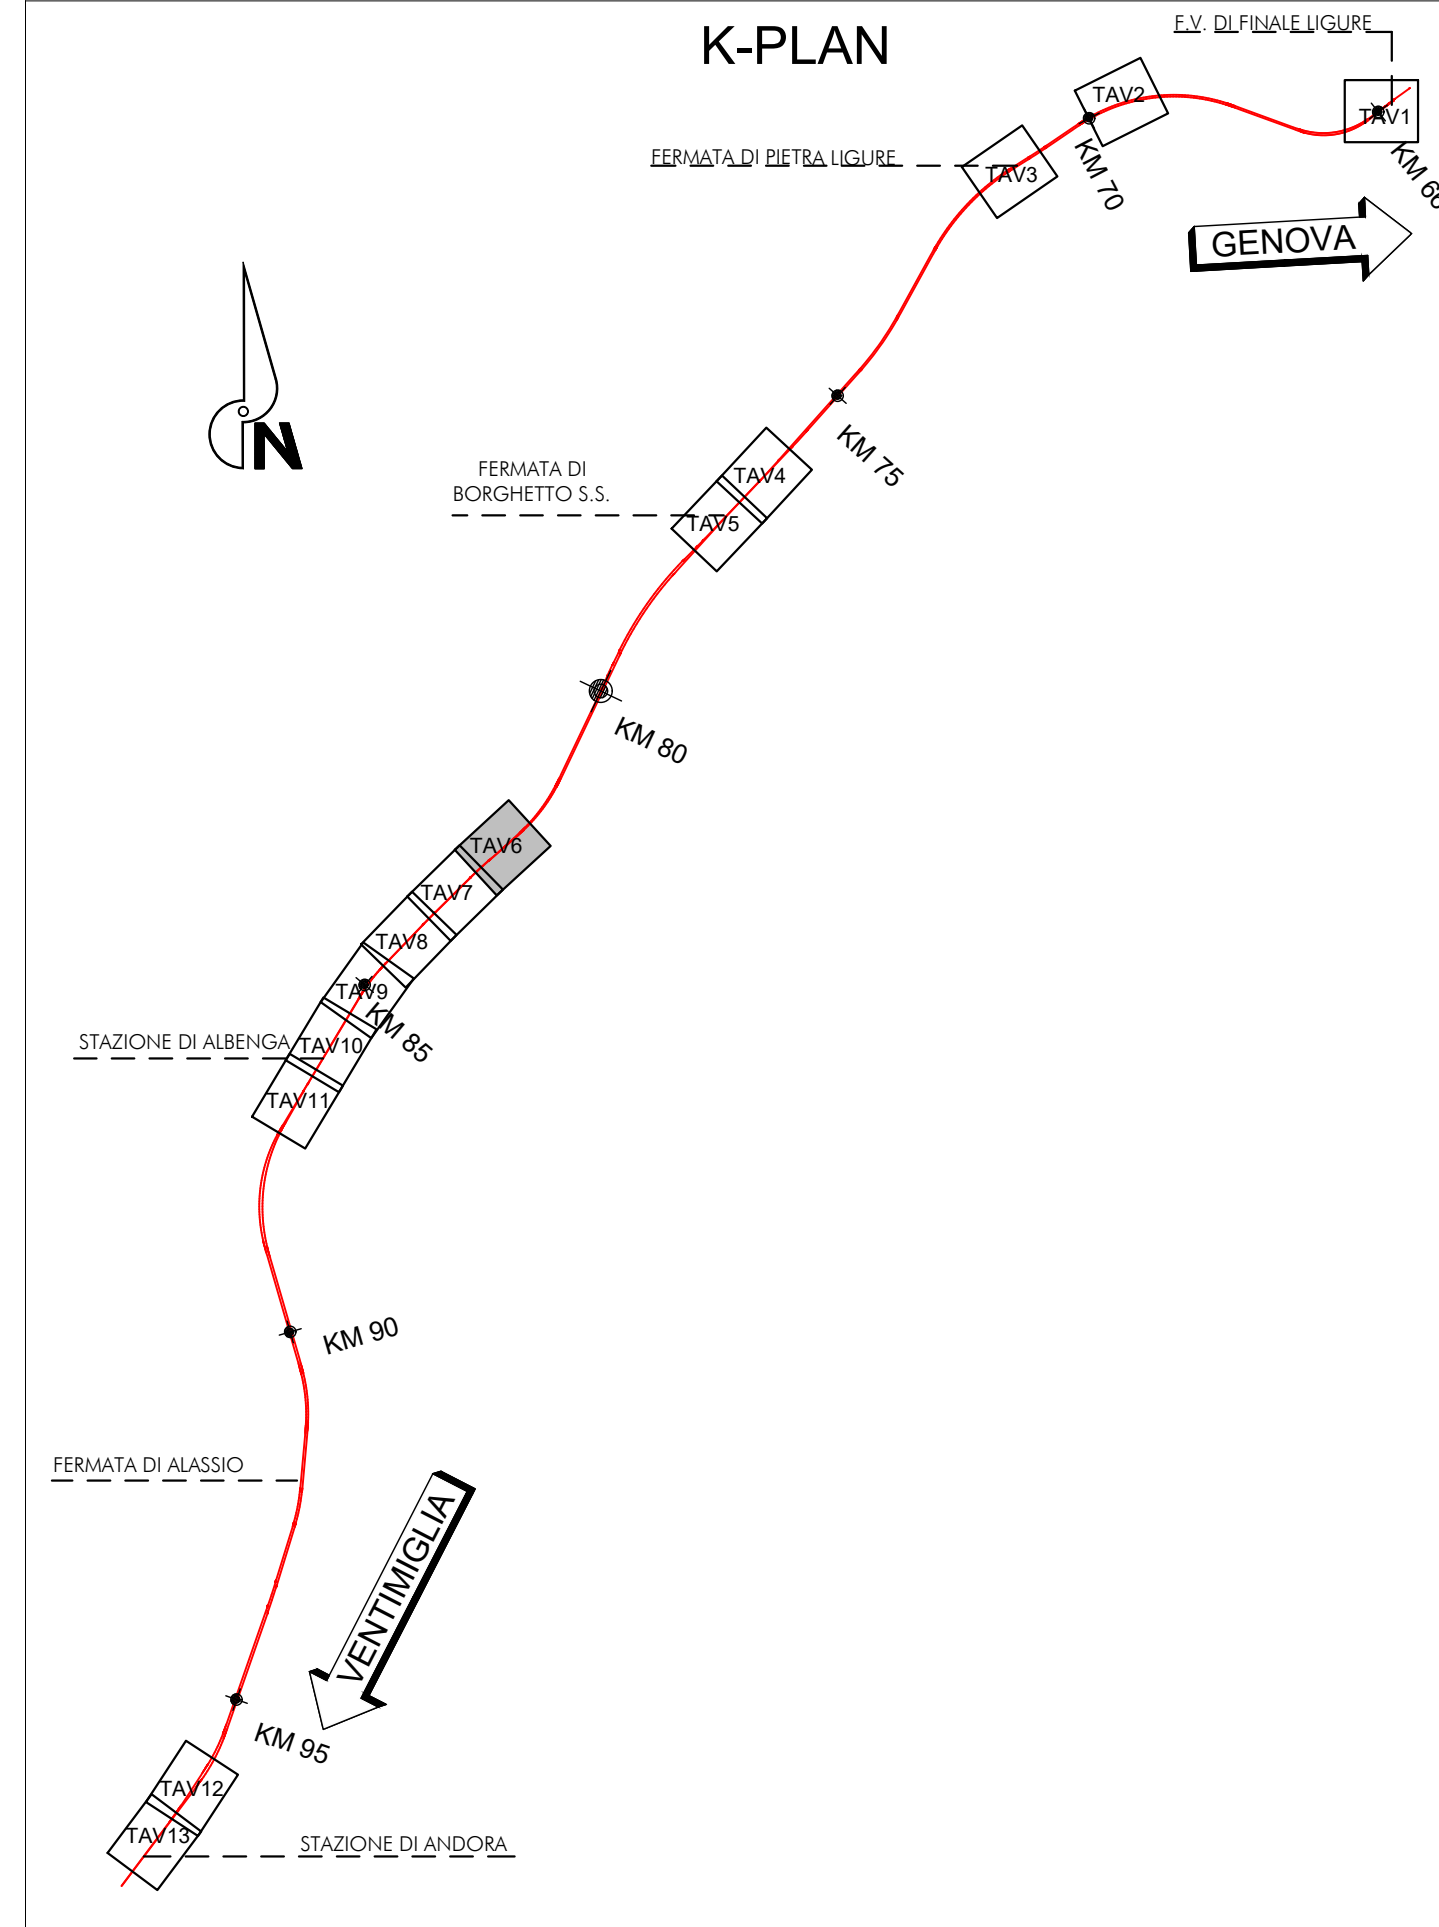 F.V. DI FINALE LIGURE
K-PLAN
TAV2
TAV1
KM 70
KM 66
FERMATA DI PIETRA LIGURE
TAV3
GENOVA
N
KM 75
FERMATA DI
BORGHETTO S.S.
TAV4
TAV5
KM 80
TAV6
TAV7
TAV8
TAV9
KM 85
STAZIONE DI ALBENGA
TAV10
TAV11
KM 90
FERMATA DI ALASSIO
VENTIMIGLIA
KM 95
TAV12
TAV13
STAZIONE DI ANDORA